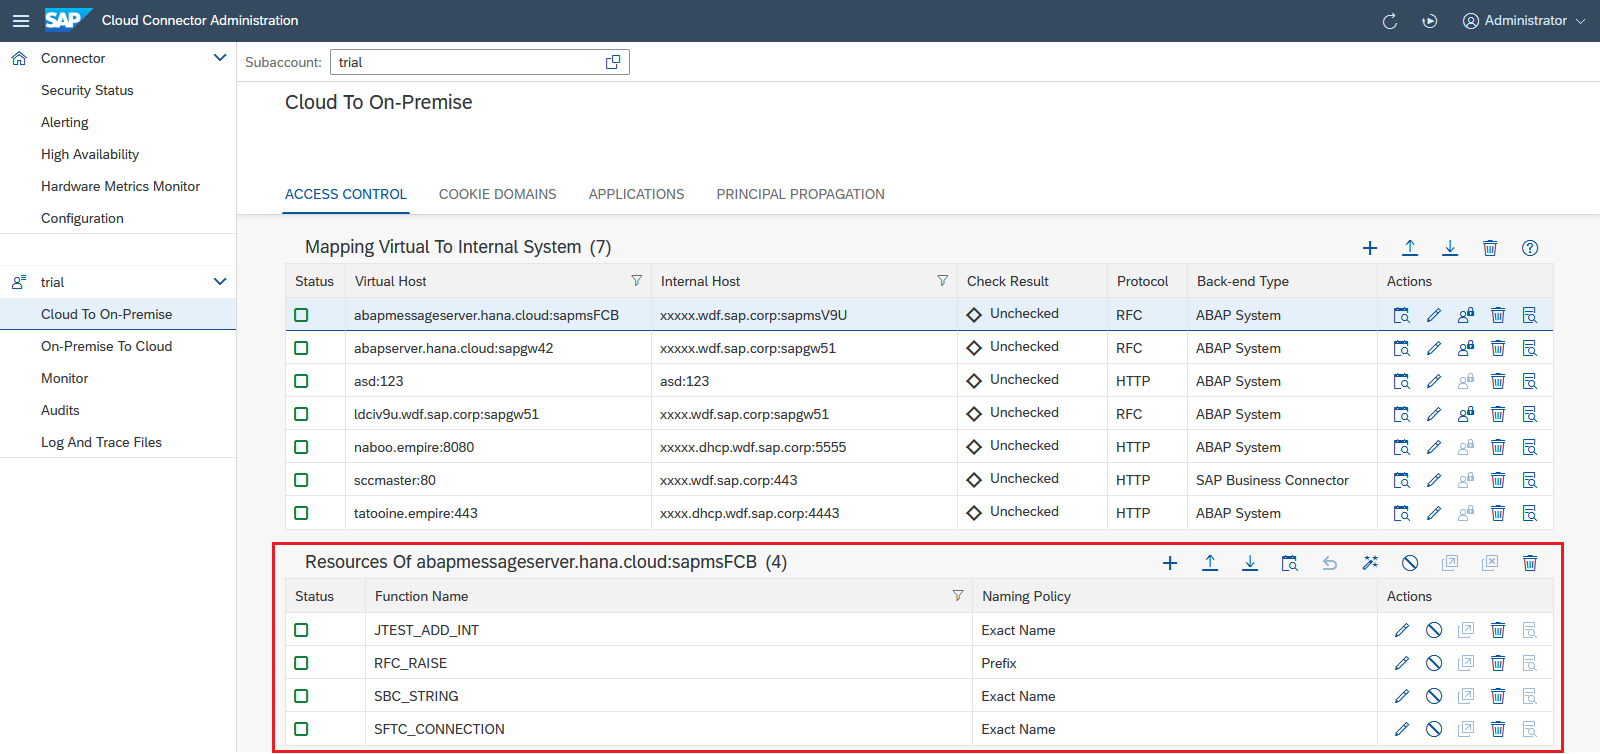 SAP Cloud Connector Administration Administrator
Connector
Security Status
Alerting
High Availability
Hardware Metrics Monitor
Configuration
trial
Cloud To On-Premise
On-Premise To Cloud
Monitor
Audits
Log And Trace Files
Subaccount: trial
Cloud To On-Premise
ACCESS CONTROL COOKIE DOMAINS APPLICATIONS PRINCIPAL PROPAGATION
Mapping Virtual To Internal System (7)
Status Virtual Host Internal Host Check Result Protocol Back-end Type Actions
abapmessageserver.hana.cloud:sapmsFCB xxxxx.wdf.sap.corp:sapmsV9U Unchecked RFC ABAP System
abapserver.hana.cloud:sapgw42 xxxxx.wdf.sap.corp:sapgw51 Unchecked RFC ABAP System
asd:123 asd:123 Unchecked HTTP ABAP System
ldciv9u.wdf.sap.corp:sapgw51 xxxx.wdf.sap.corp:sapgw51 Unchecked RFC ABAP System
naboo.empire:8080 xxxxx.dhcp.wdf.sap.corp:5555 Unchecked HTTP ABAP System
sccmaster:80 xxxx.wdf.sap.corp:443 Unchecked HTTP SAP Business Connector
tatooine.empire:443 xxxx.dhcp.wdf.sap.corp:4443 Unchecked HTTP ABAP System
Resources Of abapmessageserver.hana.cloud:sapmsFCB (4)
Status Function Name Naming Policy Actions
JTEST_ADD_INT Exact Name
RFC_RAISE Prefix
SBC_STRING Exact Name
SFTC_CONNECTION Exact Name